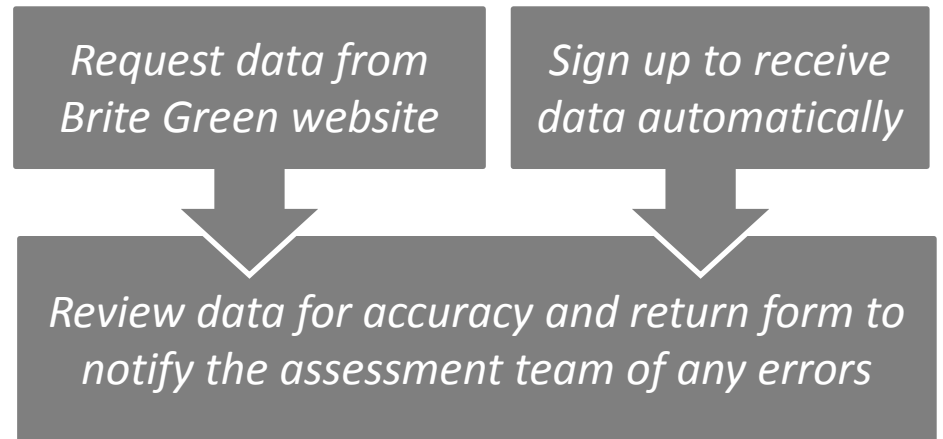 Request data from
Brite Green website
Sign up to receive
data automatically
Review data for accuracy and return form to
notify the assessment team of any errors